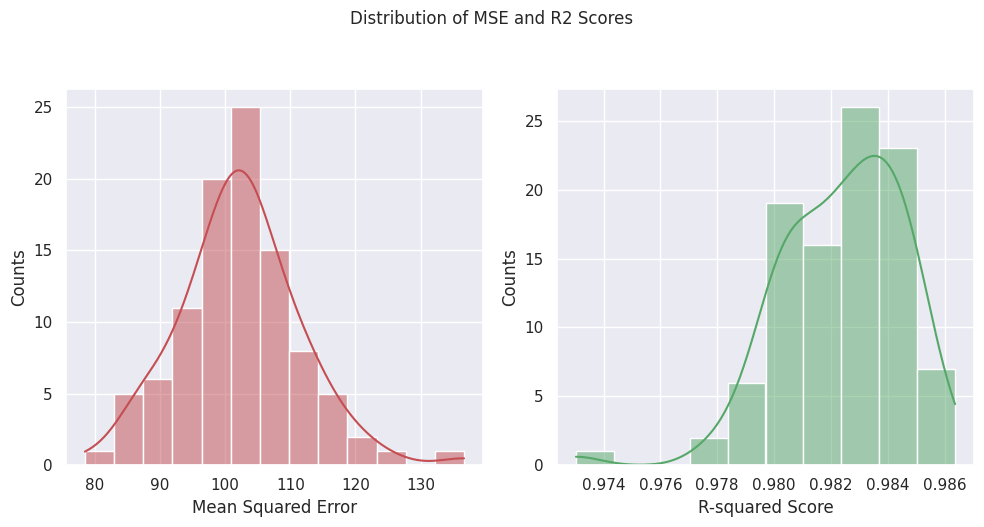 Distribution of MSE and R2 Scores
25
20
15
10
5
0
Counts
80 90 100 110 120 130
Mean Squared Error
25
20
15
10
5
0
Counts
0.974 0.976 0.978 0.980 0.982 0.984 0.986
R-squared Score